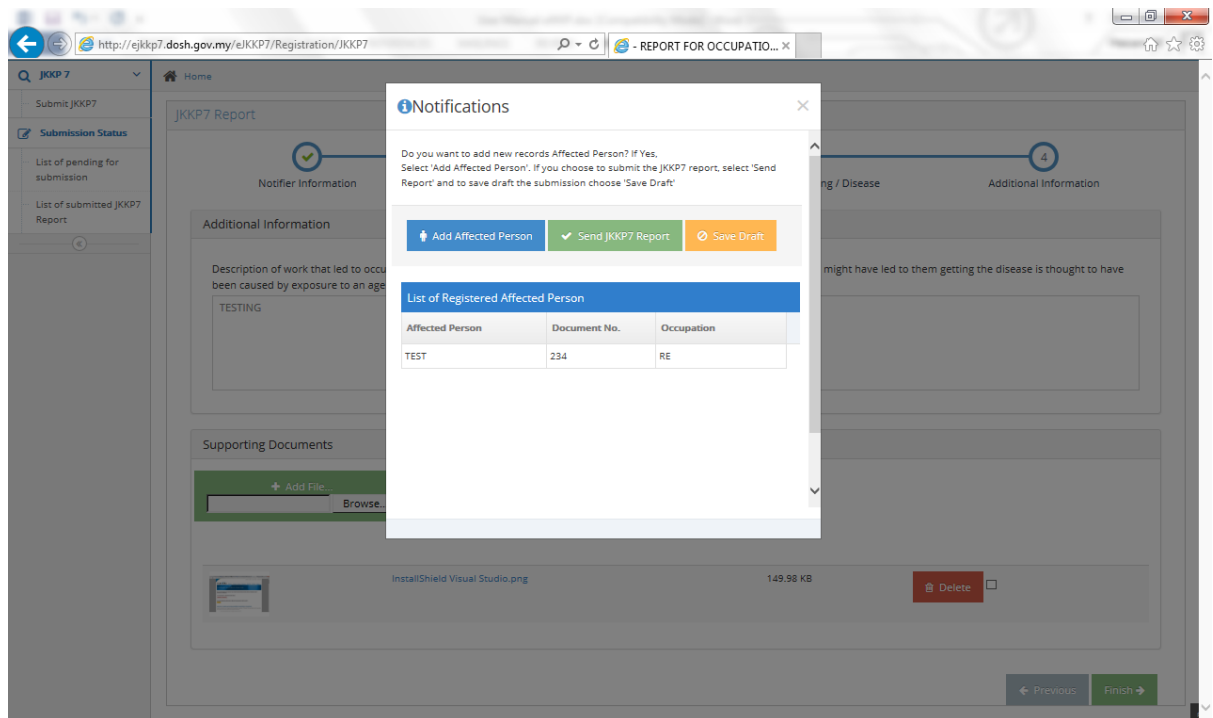 http://ejkkp7.dosh.gov.my/eJKKP7/Registration/JKKP7
- REPORT FOR OCCUPATIO...
JKKP 7
Submit JKKP7
Submission Status
List of pending for
submission
List of submitted JKKP7
Report
Home
JKKP7 Report
Notifier Information
ng / Disease
4
Additional Information
Additional Information
Description of work that led to occu
might have led to them getting the disease is thought to have
been caused by exposure to an age
TESTING
Notifications
Do you want to add new records Affected Person? If Yes,
Select 'Add Affected Person'. If you choose to submit the JKKP7 report, select 'Send
Report' and to save draft the submission choose 'Save Draft'
Add Affected Person
Send JKKP7 Report
Save Draft
List of Registered Affected Person
Affected Person Document No. Occupation
TEST 234 RE
Supporting Documents
Add File...
Browse..
InstallShield Visual Studio.png 149.98 KB Delete
Previous Finish